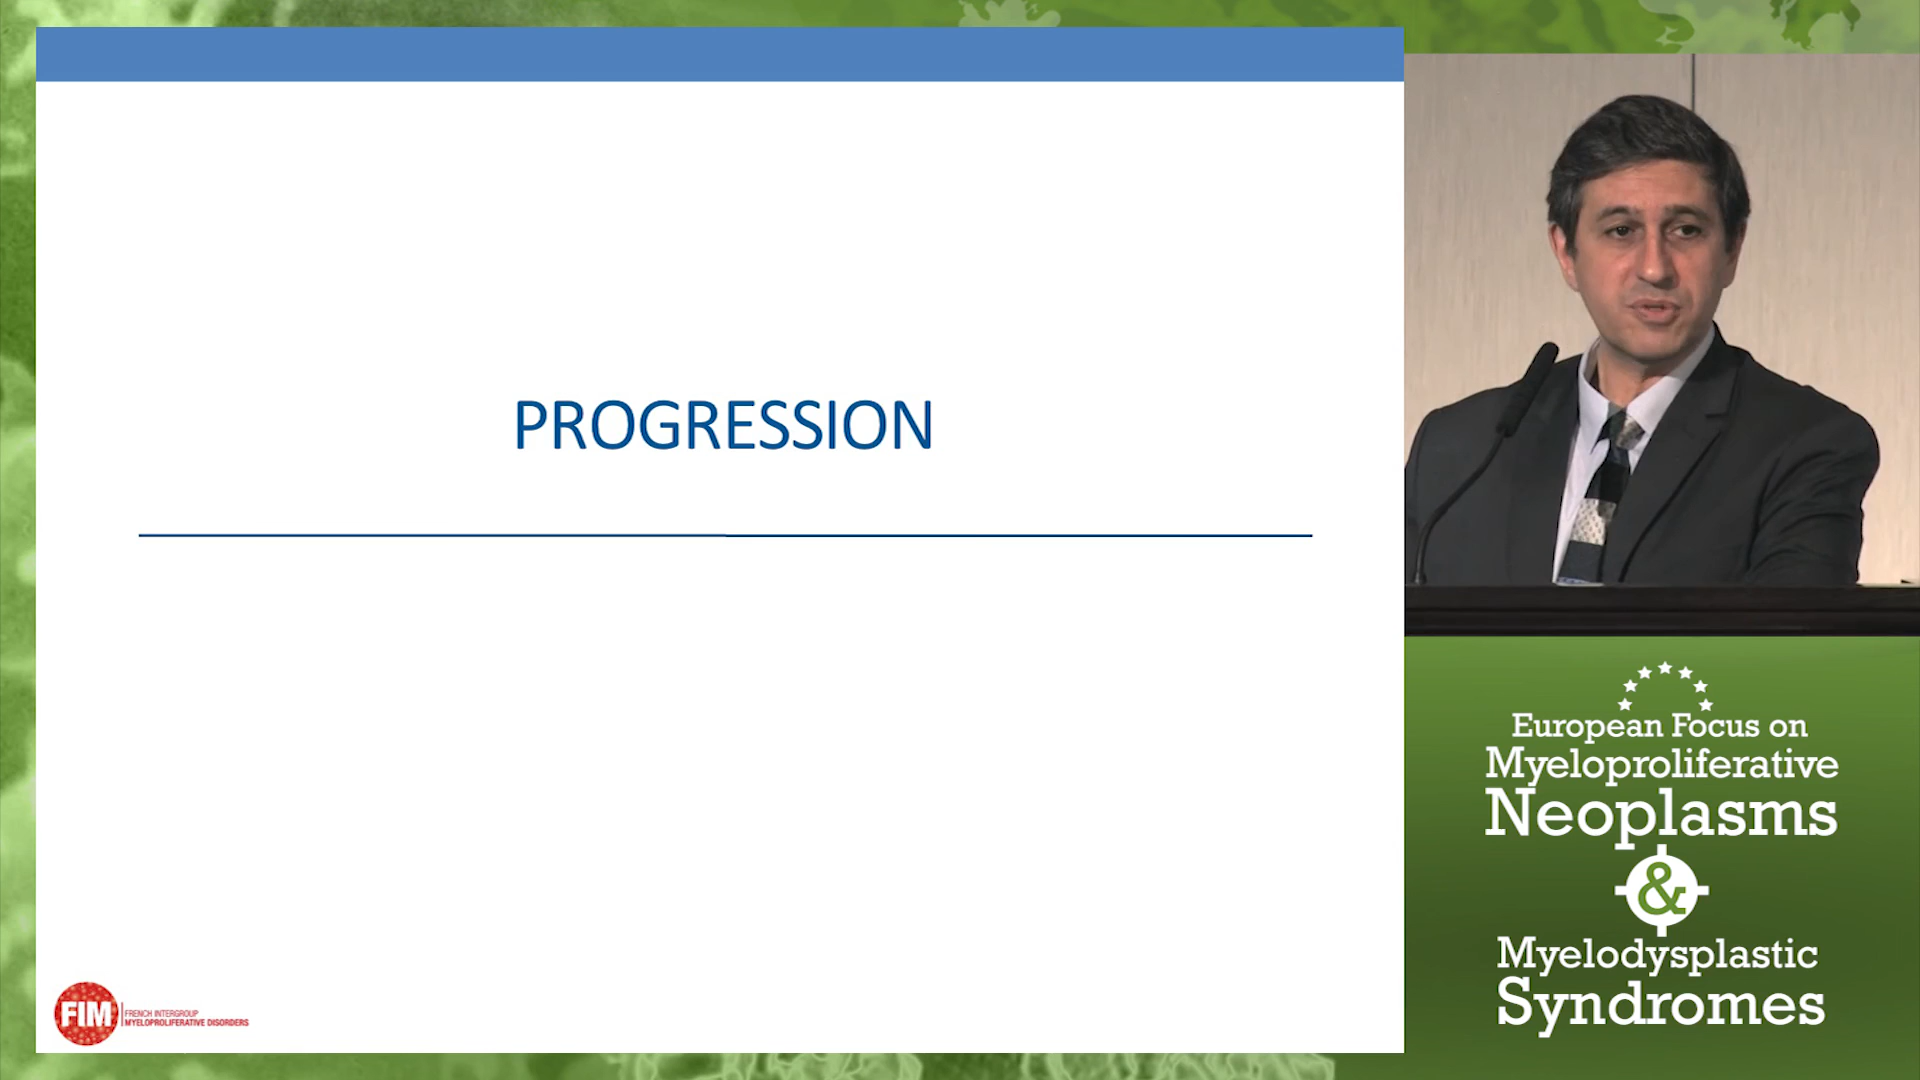 PROGRESSION
FIM
FRENCH INTERGROUP
MYELOPROLIFERATIVE DISORDERS
European Focus on
Myeloproliferative
Neoplasms
&
Myelodysplastic
Syndromes